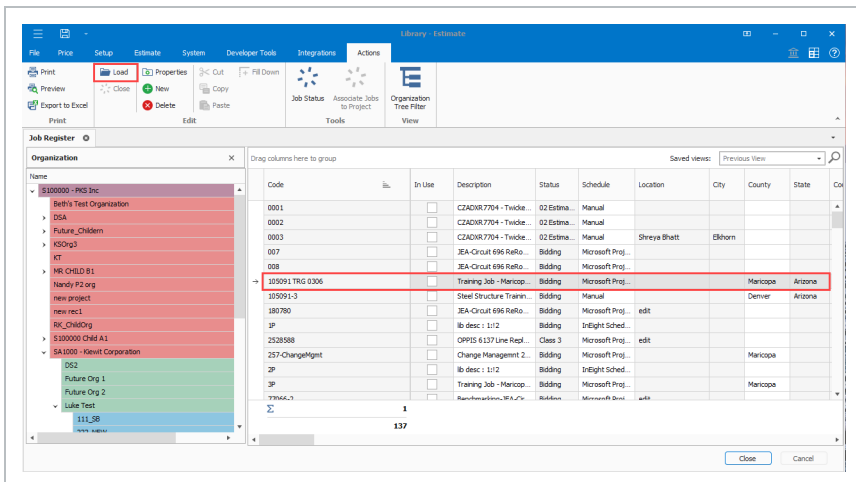 Library - Estimate
File Price Setup Estimate System Developer Tools Integrations Actions
Print Load Properties Cut Fill Down
Preview Close New Copy
Export to Excel Delete Paste
Job Status Associate Jobs to Project Organization Tree Filter
Print Edit Tools View
Job Register
Organization Drag columns here to group Saved views: Previous View
Name
Code In Use Description Status Schedule Location City County State
S100000 - PKS Inc
Beth's Test Organization
DSA
Future_Childern
KSOrg3
KT
MR CHILD B1
Nandy P2 org
new project
new rec1
RK_ChildOrg
S100000 Child A1
SA1000 - Kiewit Corporation
DS2
Future Org 1
Future Org 2
Luke Test
111_SB
0001 CZADXR7704 - Twicke... 02 Estima... Manual
0002 CZADXR7704 - Twicke... 02 Estima... Manual
0003 CZADXR7704 - Twicke... 02 Estima... Manual Shreya Bhatt Elkhorn
007 JEA-Circuit 696 ReRo... Bidding Microsoft Proj...
008 JEA-Circuit 696 ReRo... Bidding Microsoft Proj...
105091 TRG 0306 Training Job - Maricop... Bidding Microsoft Proj... Maricopa Arizona
105091-3 Steel Structure Trainin... Bidding Manual Denver Arizona
180780 JEA-Circuit 696 ReRo... Bidding Microsoft Proj... edit
1P lib desc : 1:!2 Bidding InEight Sched...
2528588 OPPIS 6137 Line Repl... Class 3 Microsoft Proj... edit
257-ChangeMgmt Change Managemnt 2... Bidding Microsoft Proj... Maricopa
2P lib desc : 1:!2 Bidding InEight Sched...
3P Training Job - Maricop... Bidding Microsoft Proj... Maricopa
77066-2 Benchmarking-JEA-Cir... Bidding Microsoft Proj... edit
Σ 1
137
Close Cancel